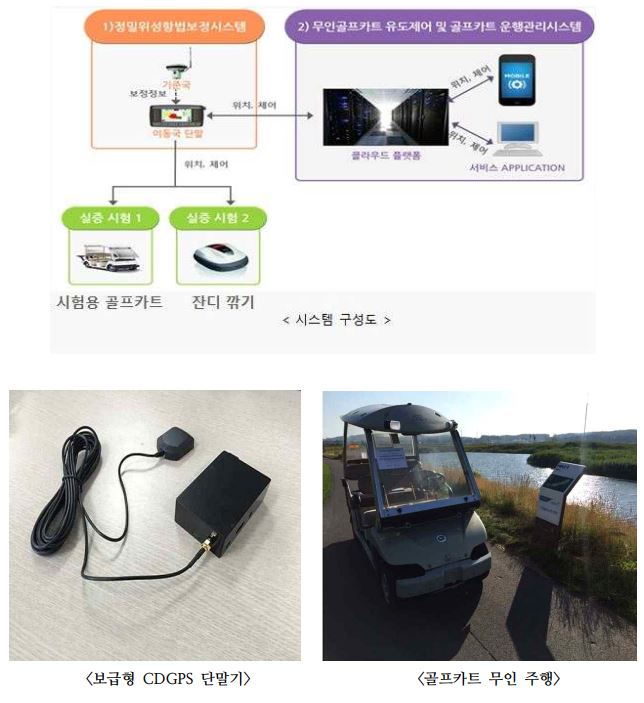 1)정밀위성항법보정시스템
2) 무인골프카트 유도제어 및 골프카트 운행관리시스템
기준국
보정정보
이동국 단말
위치, 제어
위치, 제어
MOBILE
위치, 제어
클라우드 플랫폼
서비스 APPLICATION
위치, 제어
실증 시험 1
실증 시험 2
시험용 골프카트
잔디 깎기
< 시스템 구성도 >
<보급형 CDGPS 단말기>
<골프카트 무인 주행>